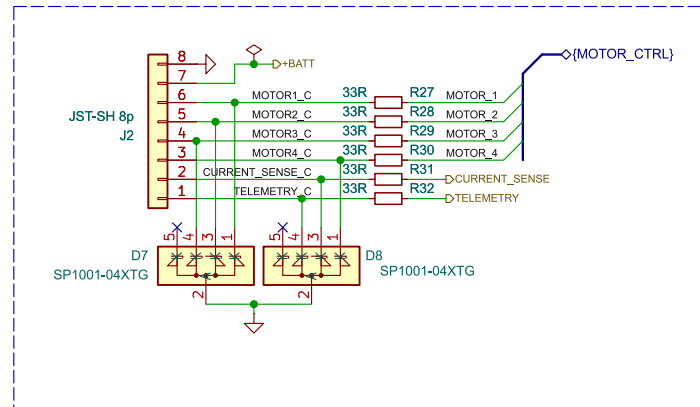 {MOTOR_CTRL}
8
+BATT
7
6 MOTOR1_C 33R R27 MOTOR_1
JST-SH 8p 5 MOTOR2_C 33R R28 MOTOR_2
J2 4 MOTOR3_C 33R R29 MOTOR_3
3 MOTOR4_C 33R R30 MOTOR_4
2 CURRENT_SENSE_C 33R R31 CURRENT_SENSE
1 TELEMETRY_C 33R R32 TELEMETRY
5 4 3 1 5 4 3 1
D7 D8
SP1001-04XTG SP1001-04XTG
2 2